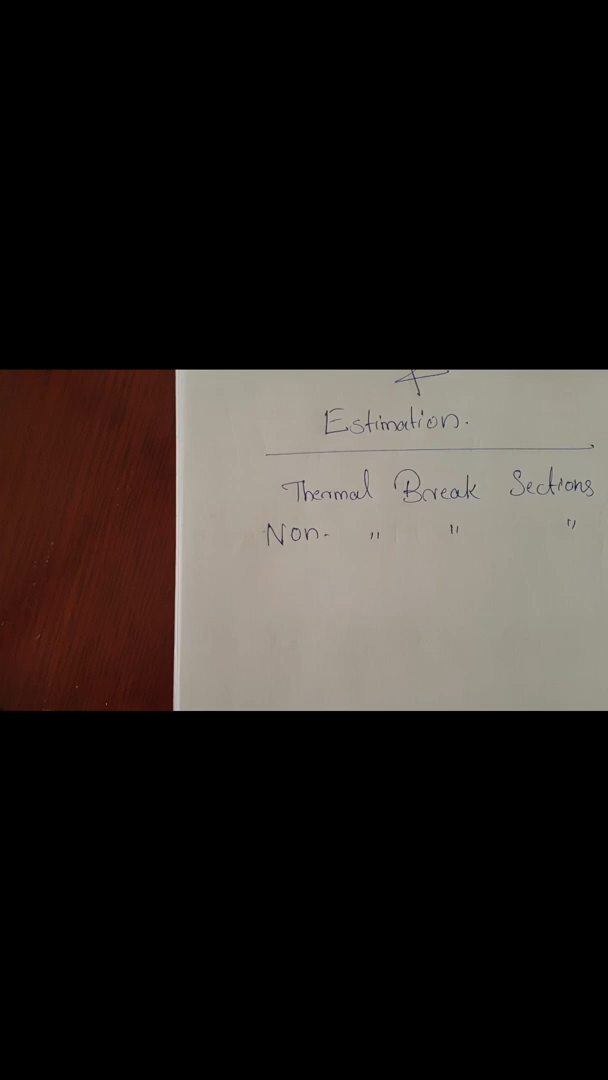 Estimation.
Thermal Break Sections
Non- " " "